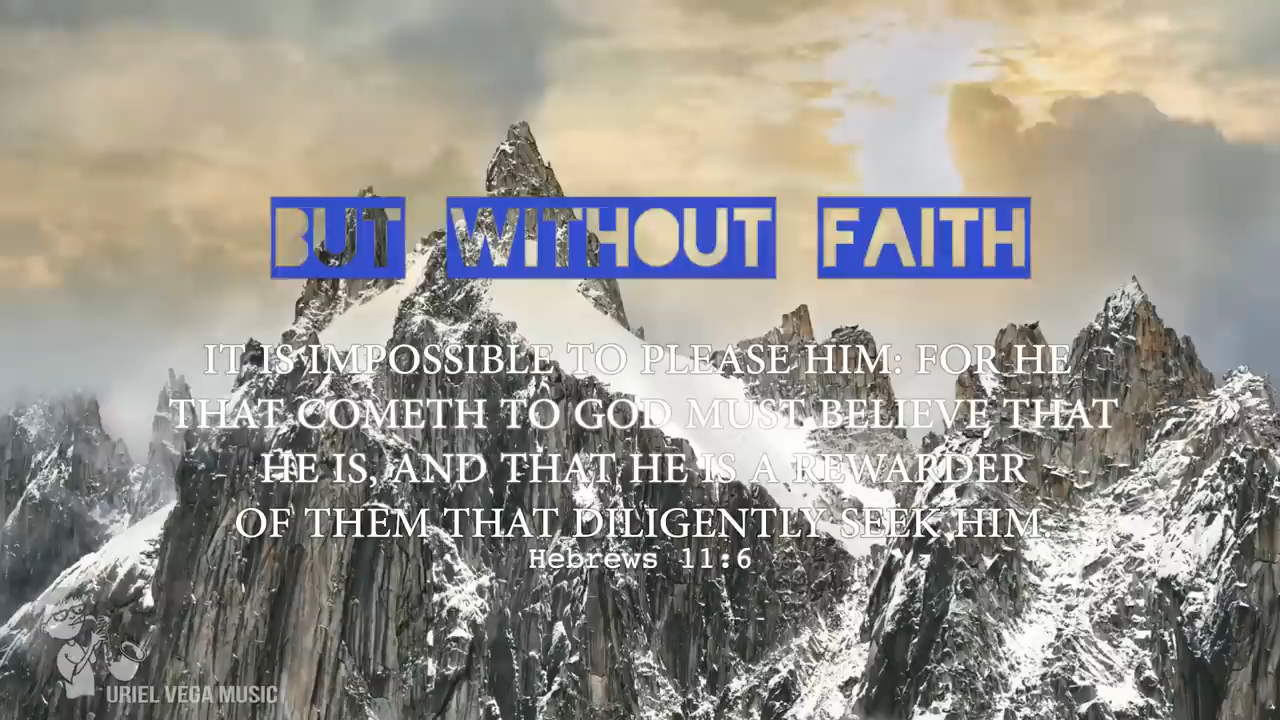 BUT WITHOUT FAITH
IT IS IMPOSSIBLE TO PLEASE HIM: FOR HE
THAT COMETH TO GOD MUST BELIEVE THAT
HE IS, AND THAT HE IS A REWARDER
OF THEM THAT DILIGENTLY SEEK HIM.
Hebrews 11:6
URIEL VEGA MUSIC